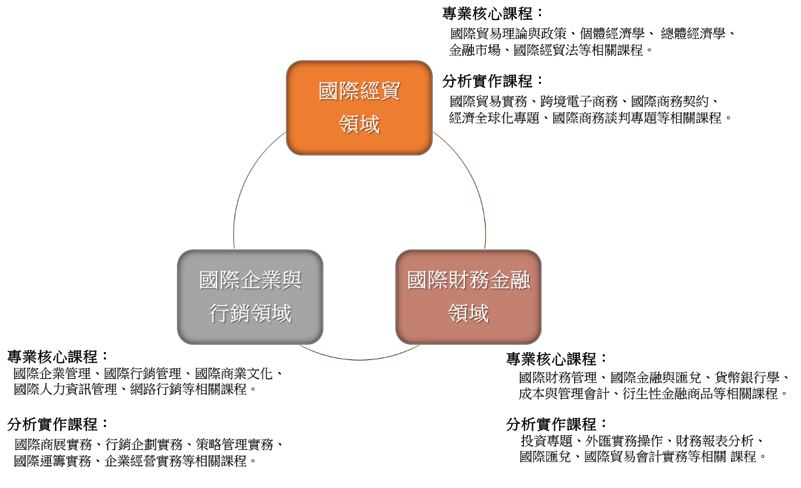 專業核心課程：
國際貿易理論與政策、個體經濟學、 總體經濟學、
金融市場、國際經貿法等相關課程。
分析實作課程：
國際貿易實務、跨境電子商務、國際商務契約、
經濟全球化專題、國際商務談判專題等相關課程。
國際經貿
領域
國際企業與
行銷領域
國際財務金融
領域
專業核心課程：
國際企業管理、國際行銷管理、國際商業文化、
國際人力資訊管理、網路行銷等相關課程。
分析實作課程：
國際商展實務、行銷企劃實務、策略管理實務、
國際運籌實務、企業經營實務等相關課程。
專業核心課程：
國際財務管理、國際金融與匯兌、貨幣銀行學、
成本與管理會計、衍生性金融商品等相關課程。
分析實作課程：
投資專題、外匯實務操作、財務報表分析、
國際匯兌、國際貿易會計實務等相關 課程。